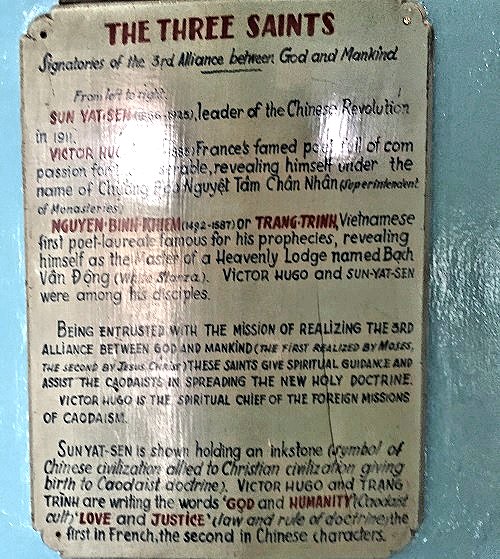 THE THREE SAINTS
Signatories of the 3rd Alliance between God and Mankind
From left to right:
SUN YAT-SEN (1866-1925), leader of the Chinese Revolution
in 1911.
VICTOR France's famed poet full of com
passion for revealing himself under the
name of Nguyệt Tâm Chân Nhân (Superintendent
of Monasteries)
NGUYEN-BINH-KHIEM (1492-1587) or TRANG-TRINH, Vietnamese
first poet-laureate famous for his prophecies, revealing
himself as the Master of a Heavenly Lodge named Bạch
Vân Động (White Stanza). VICTOR HUGO and SUN-YAT-SEN
were among his disciples.
BEING ENTRUSTED WITH THE MISSION OF REALIZING THE 3RD
ALLIANCE BETWEEN GOD AND MANKIND (THE FIRST REALIZED BY MOSES,
THE SECOND BY JESUS CHRIST) THESE SAINTS GIVE SPIRITUAL GUIDANCE AND
ASSIST THE CAODAISTS IN SPREADING THE NEW HOLY DOCTRINE.
VICTOR HUGO IS THE SPIRITUAL CHIEF OF THE FOREIGN MISSIONS
OF CAODAISM.
SUN YAT-SEN is shown holding an inkstone (symbol of
Chinese civilization allied to Christian civilization giving
birth to Caodaist doctrine). VICTOR HUGO and TRANG
TRÌNH are writing the words 'GOD and HUMANITY' (Caodaist
cult) 'LOVE and JUSTICE' (law and rule of doctrine) the
first in French, the second in Chinese characters.